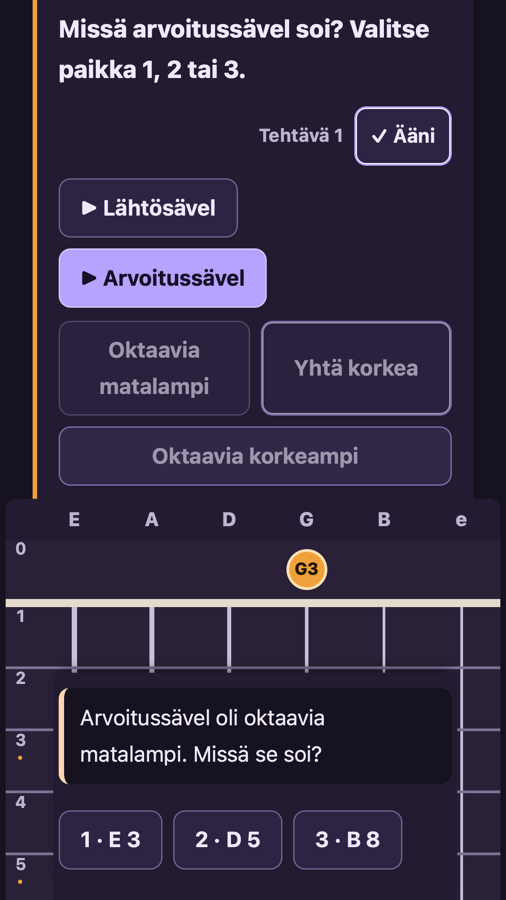 Missä arvoitussävel soi? Valitse
paikka 1, 2 tai 3.
Tehtävä 1
✓ Ääni
▶ Lähtösävel
▶ Arvoitussävel
Oktaavia
matalampi
Yhtä korkea
Oktaavia korkeampi
E A D G B e
0
G3
1
2
Arvoitussävel oli oktaavia
matalampi. Missä se soi?
3
4
1 · E 3
2 · D 5
3 · B 8
5